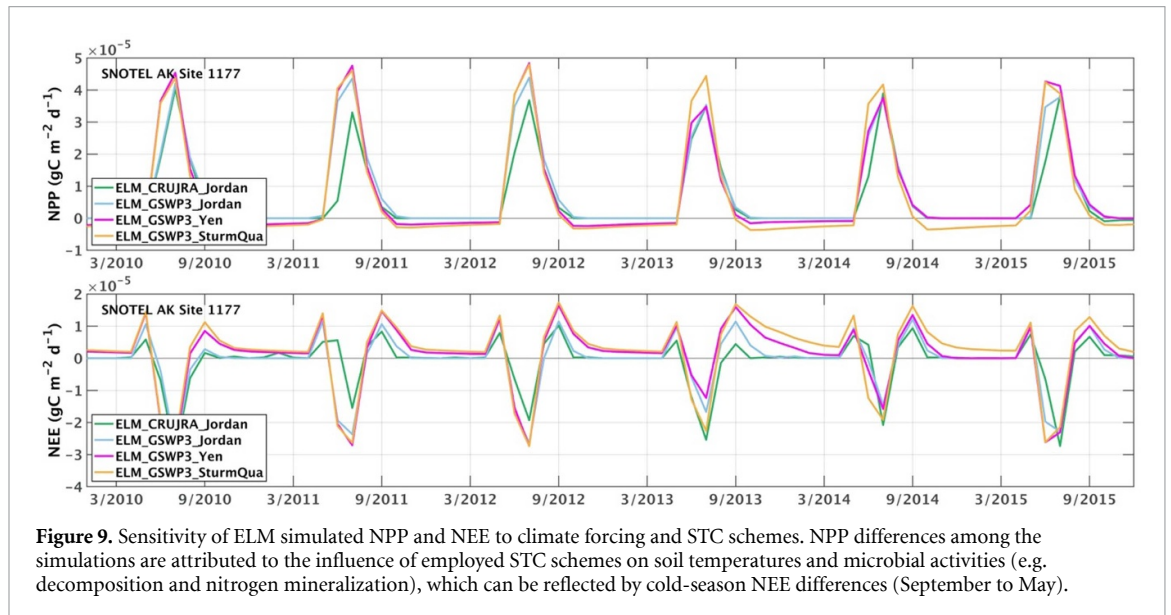 ×10⁻⁵
5
SNOTEL AK Site 1177
4
3
2
1
0
-1
NPP (gC m⁻² d⁻¹)
ELM_CRUJRA_Jordan
ELM_GSWP3_Jordan
ELM_GSWP3_Yen
ELM_GSWP3_SturmQua
3/2010 9/2010 3/2011 9/2011 3/2012 9/2012 3/2013 9/2013 3/2014 9/2014 3/2015 9/2015
×10⁻⁵
2
SNOTEL AK Site 1177
1
0
-1
-2
-3
-4
NEE (gC m⁻² d⁻¹)
ELM_CRUJRA_Jordan
ELM_GSWP3_Jordan
ELM_GSWP3_Yen
ELM_GSWP3_SturmQua
3/2010 9/2010 3/2011 9/2011 3/2012 9/2012 3/2013 9/2013 3/2014 9/2014 3/2015 9/2015
Figure 9. Sensitivity of ELM simulated NPP and NEE to climate forcing and STC schemes. NPP differences among the
simulations are attributed to the influence of employed STC schemes on soil temperatures and microbial activities (e.g.
decomposition and nitrogen mineralization), which can be reflected by cold-season NEE differences (September to May).